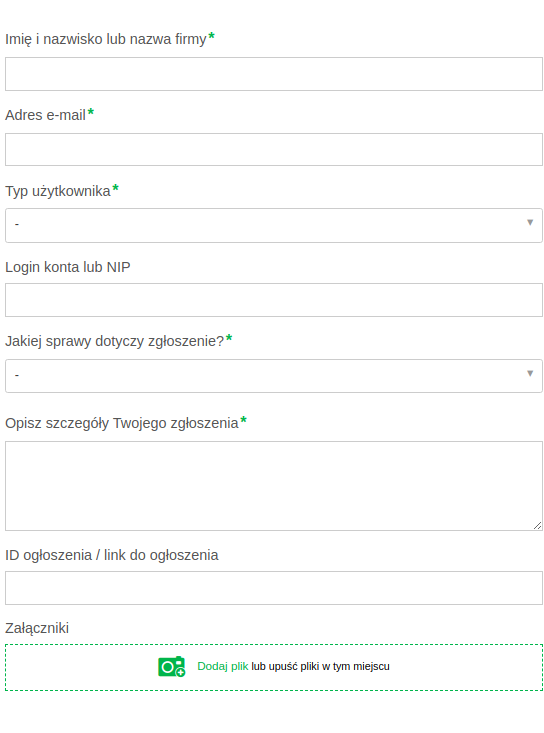 Imię i nazwisko lub nazwa firmy*
Adres e-mail*
Typ użytkownika*
-
Login konta lub NIP
Jakiej sprawy dotyczy zgłoszenie?*
-
Opisz szczegóły Twojego zgłoszenia*
ID ogłoszenia / link do ogłoszenia
Załączniki
Dodaj plik lub upuść pliki w tym miejscu